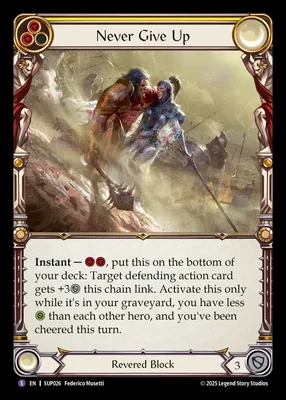 Never Give Up
Instant — , put this on the bottom of
your deck: Target defending action card
gets +3 this chain link. Activate this only
while it's in your graveyard, you have less
than each other hero, and you've been
cheered this turn.
Revered Block
3
S EN | SUP026 Federico Musetti © 2025 Legend Story Studios